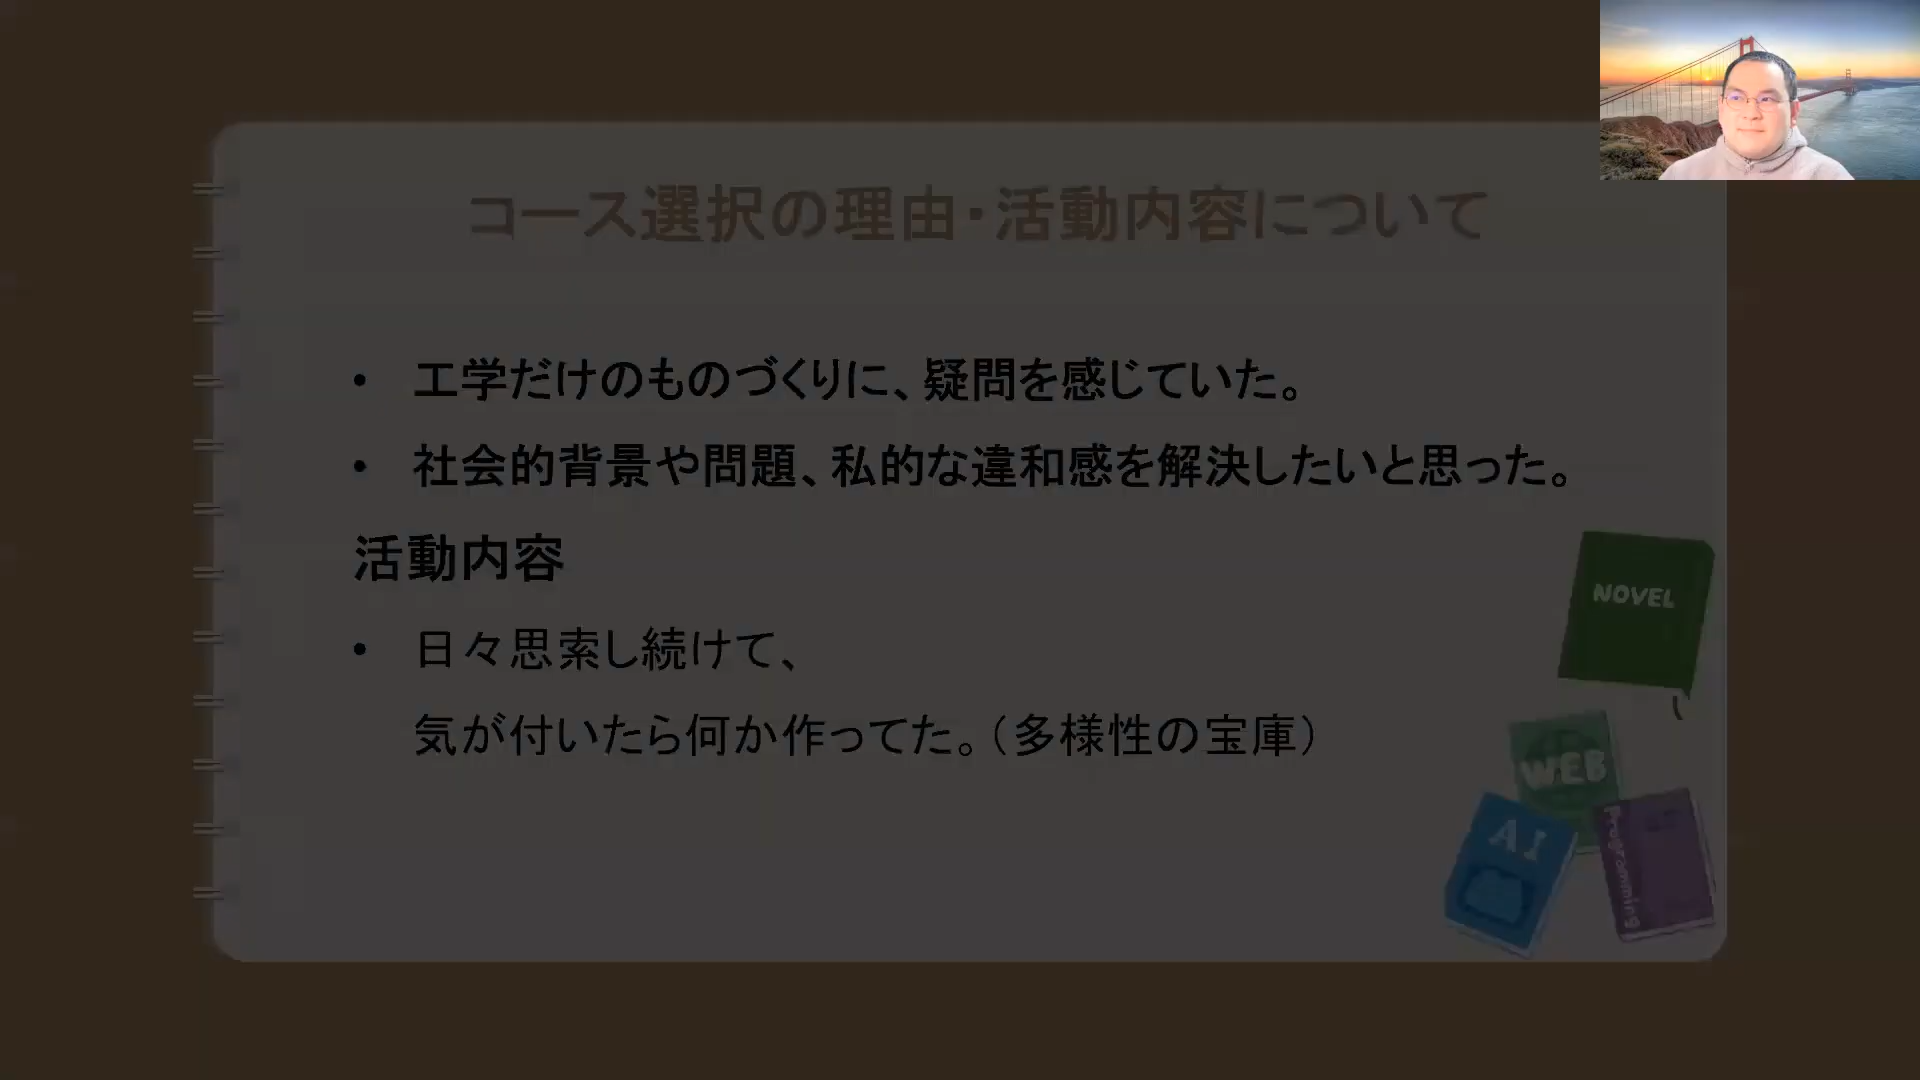 コース選択の理由・活動内容について
• 工学だけのものづくりに、疑問を感じていた。
• 社会的背景や問題、私的な違和感を解決したいと思った。
活動内容
• 日々思索し続けて、
気が付いたら何か作ってた。（多様性の宝庫）
NOVEL
WEB
AI
Programming